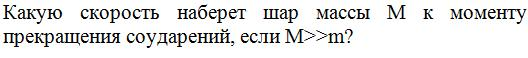 Какую скорость наберет шар массы М к моменту
прекращения соударений, если M>>m?